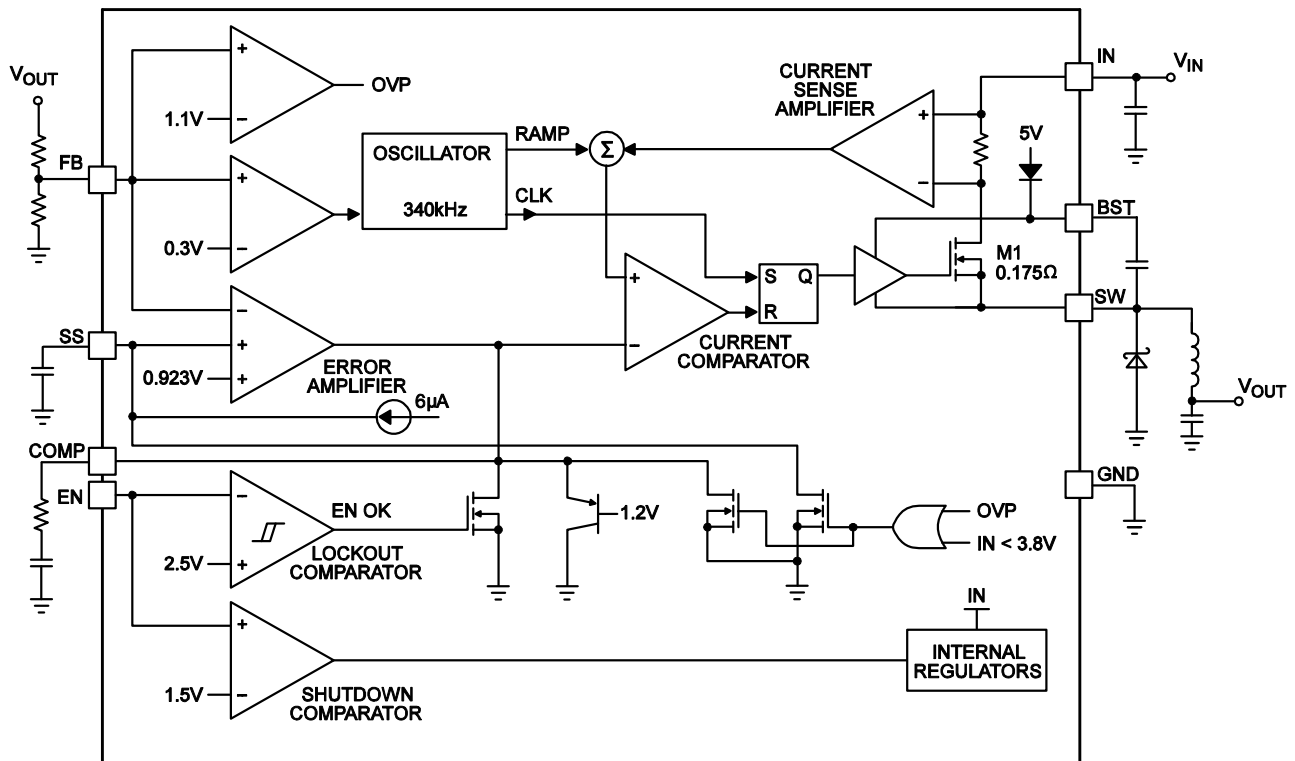 VOUT
FB
SS
COMP
EN
+
−
1.1V
OVP
+
−
0.3V
OSCILLATOR
340kHz
RAMP
CLK
Σ
CURRENT
SENSE
AMPLIFIER
+
−
5V
IN
VIN
BST
M1
0.175Ω
SW
VOUT
GND
+
−
CURRENT
COMPARATOR
S Q
R
−
+
+
0.923V
ERROR
AMPLIFIER
6µA
−
+
2.5V
EN OK
LOCKOUT
COMPARATOR
1.2V
OVP
IN < 3.8V
+
−
1.5V
SHUTDOWN
COMPARATOR
IN
INTERNAL
REGULATORS